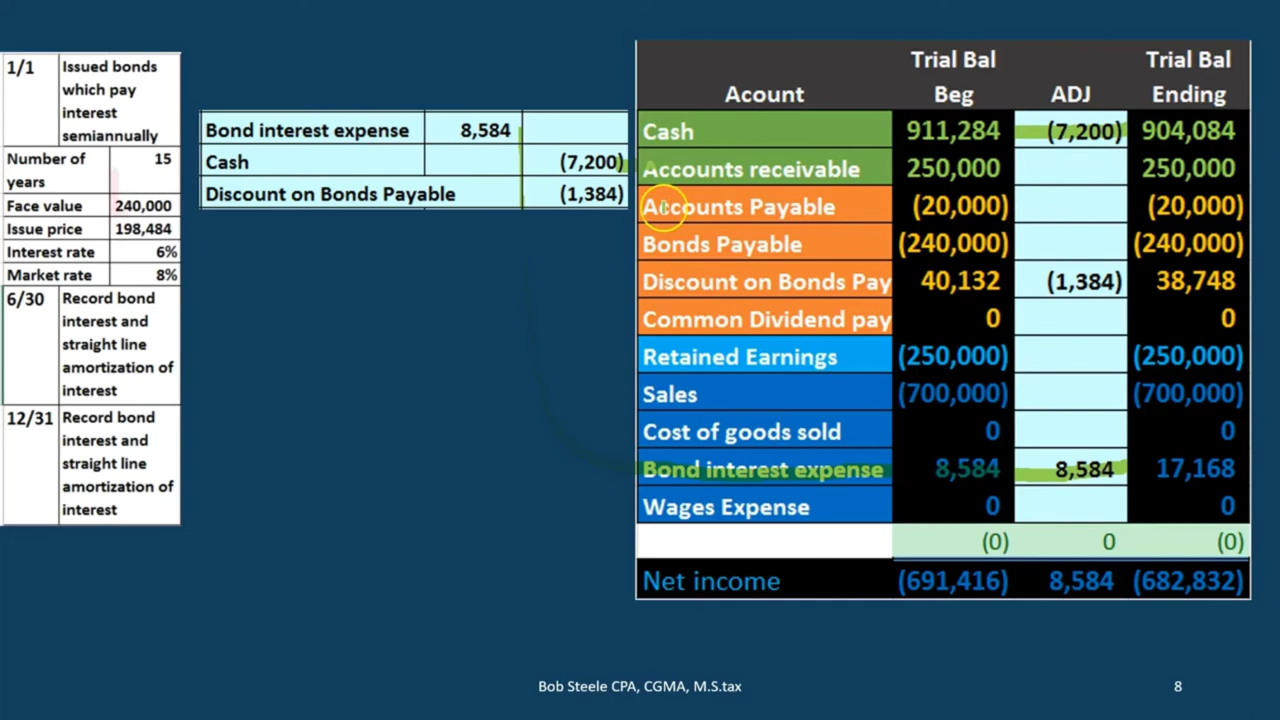 1/1 Issued bonds
which pay
interest
semiannually
Number of 15
years
Face value 240,000
Issue price 198,484
Interest rate 6%
Market rate 8%
6/30 Record bond
interest and
straight line
amortization of
interest
12/31 Record bond
interest and
straight line
amortization of
interest
Bond interest expense 8,584
Cash (7,200)
Discount on Bonds Payable (1,384)
Trial Bal Trial Bal
Acount Beg ADJ Ending
Cash 911,284 (7,200) 904,084
Accounts receivable 250,000 250,000
Accounts Payable (20,000) (20,000)
Bonds Payable (240,000) (240,000)
Discount on Bonds Pay 40,132 (1,384) 38,748
Common Dividend pay 0 0
Retained Earnings (250,000) (250,000)
Sales (700,000) (700,000)
Cost of goods sold 0 0
Bond interest expense 8,584 8,584 17,168
Wages Expense 0 0
(0) 0 (0)
Net income (691,416) 8,584 (682,832)
Bob Steele CPA, CGMA, M.S.tax 8